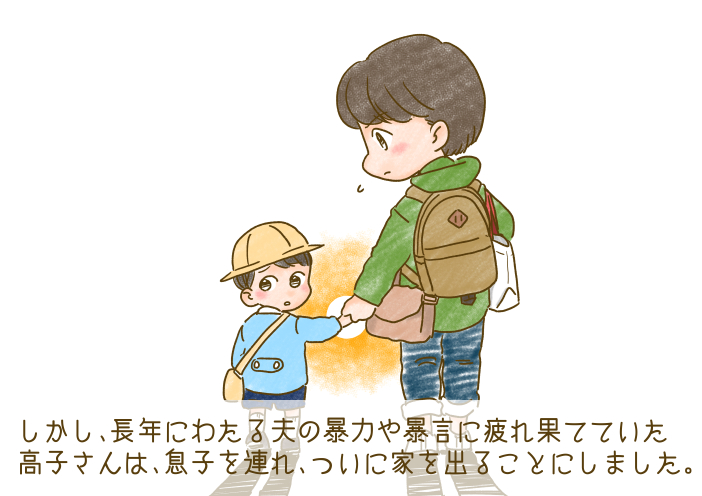 しかし、長年にわたる夫の暴力や暴言に疲れ果てていた
高子さんは、息子を連れ、ついに家を出ることにしました。